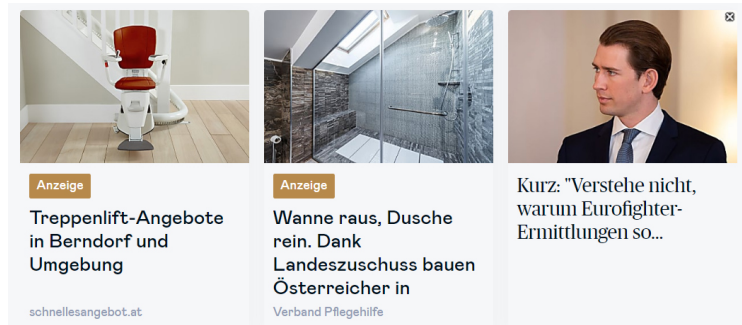 Anzeige
Treppenlift-Angebote
in Berndorf und
Umgebung
schnellesangebot.at
Anzeige
Wanne raus, Dusche
rein. Dank
Landeszuschuss bauen
Österreicher in
Verband Pflegehilfe
Kurz: "Verstehe nicht,
warum Eurofighter-
Ermittlungen so...